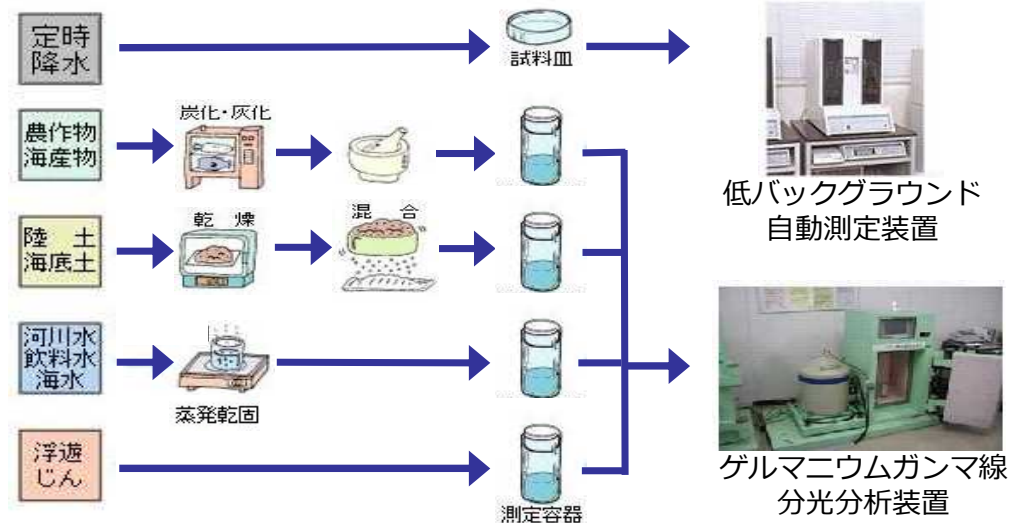 定時
降水
試料皿
農作物
海産物
炭化・灰化
陸 土
海底土
乾 燥
混 合
河川水
飲料水
海水
蒸発乾固
浮遊
じん
測定容器
低バックグラウンド
自動測定装置
ゲルマニウムガンマ線
分光分析装置